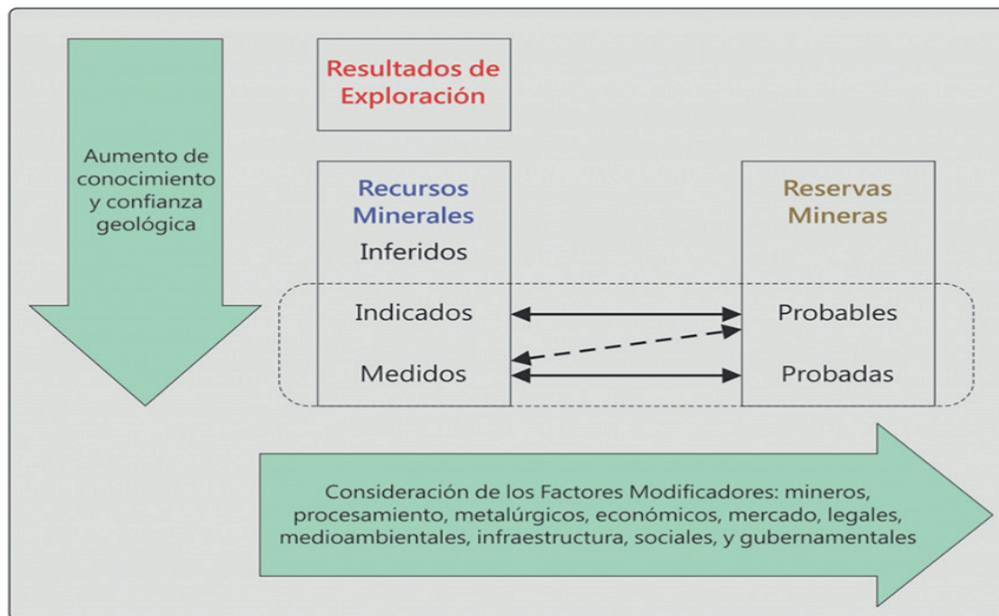 Resultados de
Exploración
Aumento de
conocimiento
y confianza
geológica
Recursos
Minerales
Inferidos
Indicados
Medidos
Reservas
Mineras
Probables
Probadas
Consideración de los Factores Modificadores: mineros,
procesamiento, metalúrgicos, económicos, mercado, legales,
medioambientales, infraestructura, sociales, y gubernamentales